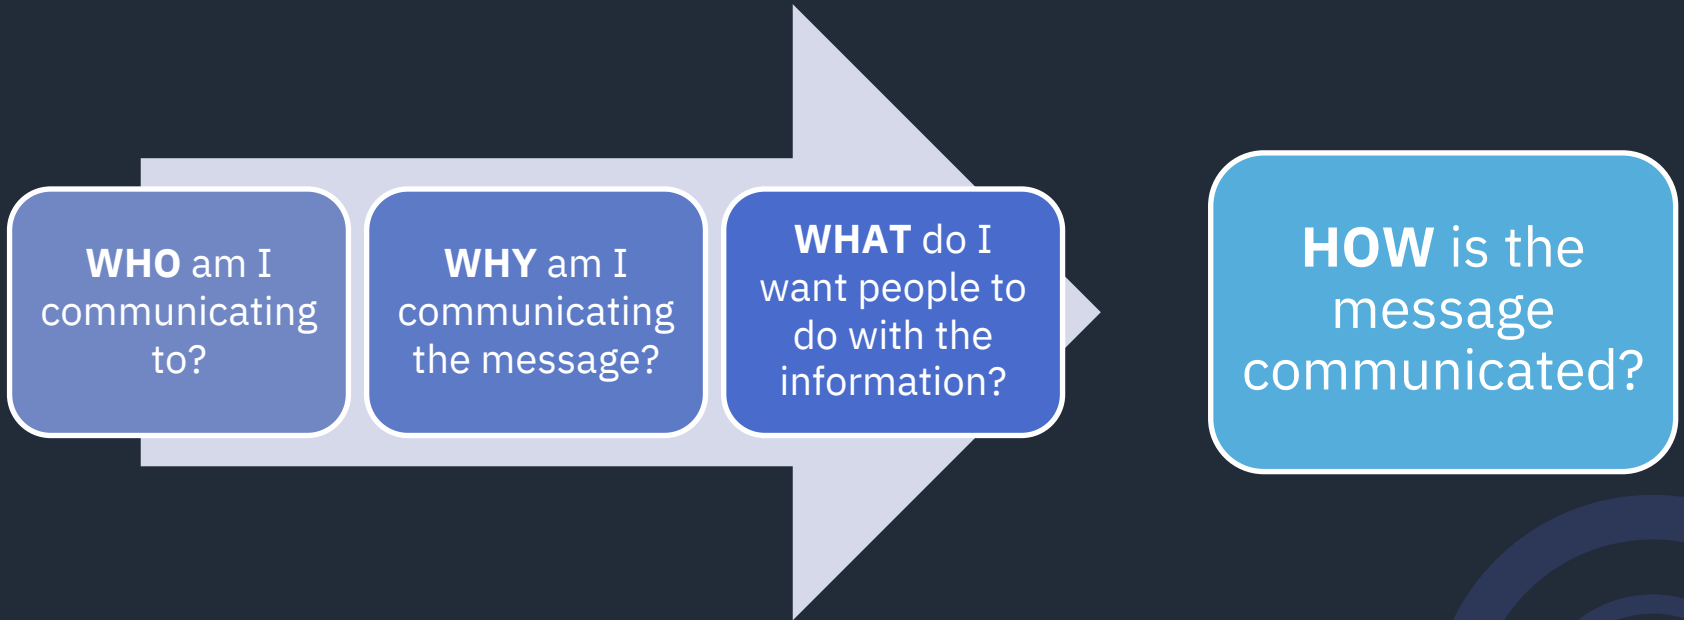 WHO am I
communicating
to?
WHY am I
communicating
the message?
WHAT do I
want people to
do with the
information?
HOW is the
message
communicated?